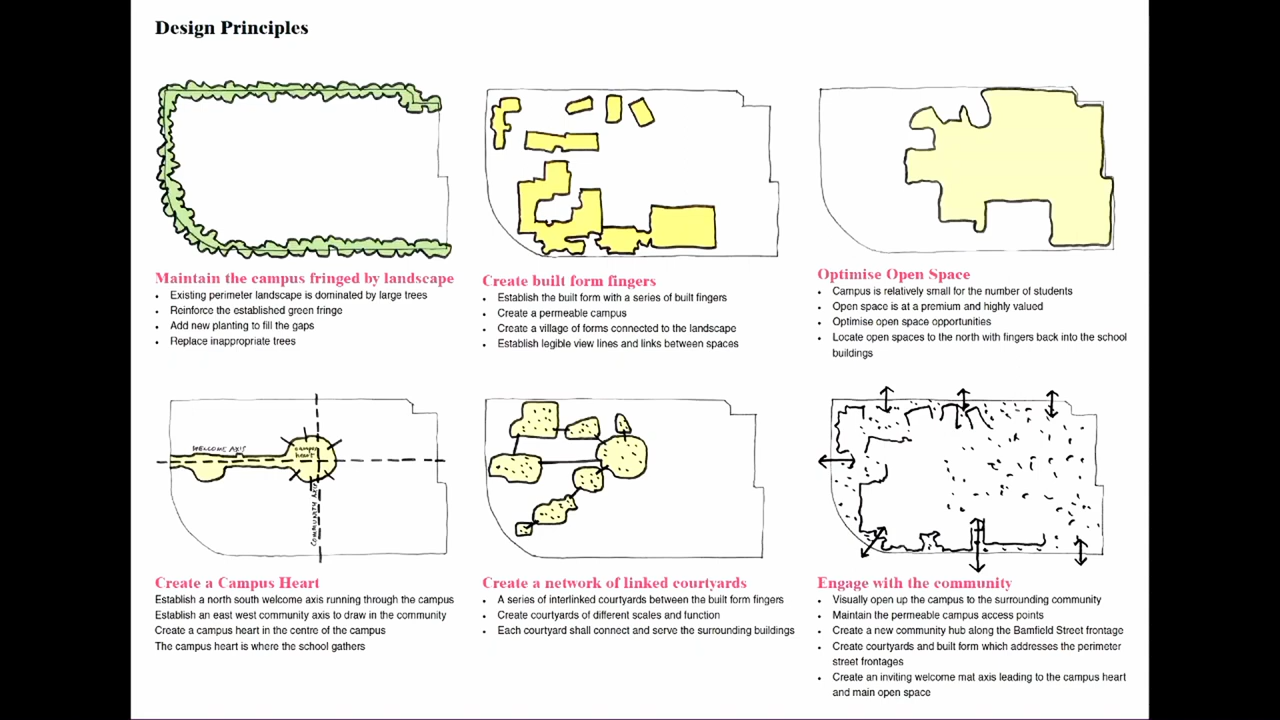 Design Principles
Maintain the campus fringed by landscape
• Existing perimeter landscape is dominated by large trees
• Reinforce the established green fringe
• Add new planting to fill the gaps
• Replace inappropriate trees
Create built form fingers
• Establish the built form with a series of built fingers
• Create a permeable campus
• Create a village of forms connected to the landscape
• Establish legible view lines and links between spaces
Optimise Open Space
• Campus is relatively small for the number of students
• Open space is at a premium and highly valued
• Optimise open space opportunities
• Locate open spaces to the north with fingers back into the school
buildings
WELCOME AXIS
campus
heart
COMMUNITY AXIS
Create a Campus Heart
Establish a north south welcome axis running through the campus
Establish an east west community axis to draw in the community
Create a campus heart in the centre of the campus
The campus heart is where the school gathers
Create a network of linked courtyards
• A series of interlinked courtyards between the built form fingers
• Create courtyards of different scales and function
• Each courtyard shall connect and serve the surrounding buildings
Engage with the community
• Visually open up the campus to the surrounding community
• Maintain the permeable campus access points
• Create a new community hub along the Bamfield Street frontage
• Create courtyards and built form which addresses the perimeter
street frontages
• Create an inviting welcome mat axis leading to the campus heart
and main open space